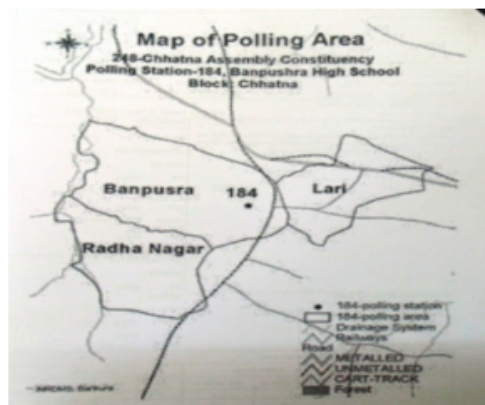 Map of Polling Area
248-Chhatna Assembly Constituency
Polling Station-184, Banpushra High School
Block: Chhatna
Banpusra
184
Lari
Radha Nagar
184-polling station
184-polling area
Drainage System
Railways
Road
METALLED
UNMETALLED
CART-TRACK
Forest